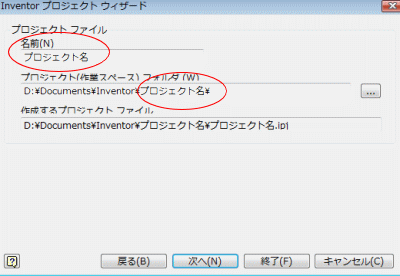 Inventor プロジェクト ウィザード
プロジェクト ファイル
名前(N)
プロジェクト名
プロジェクト(作業スペース) フォルダ(W)
D:¥Documents¥Inventor¥プロジェクト名¥
...
作成するプロジェクト ファイル
D:¥Documents¥Inventor¥プロジェクト名¥プロジェクト名.ipj
?
戻る(B)
次へ(N)
終了(F)
キャンセル(C)